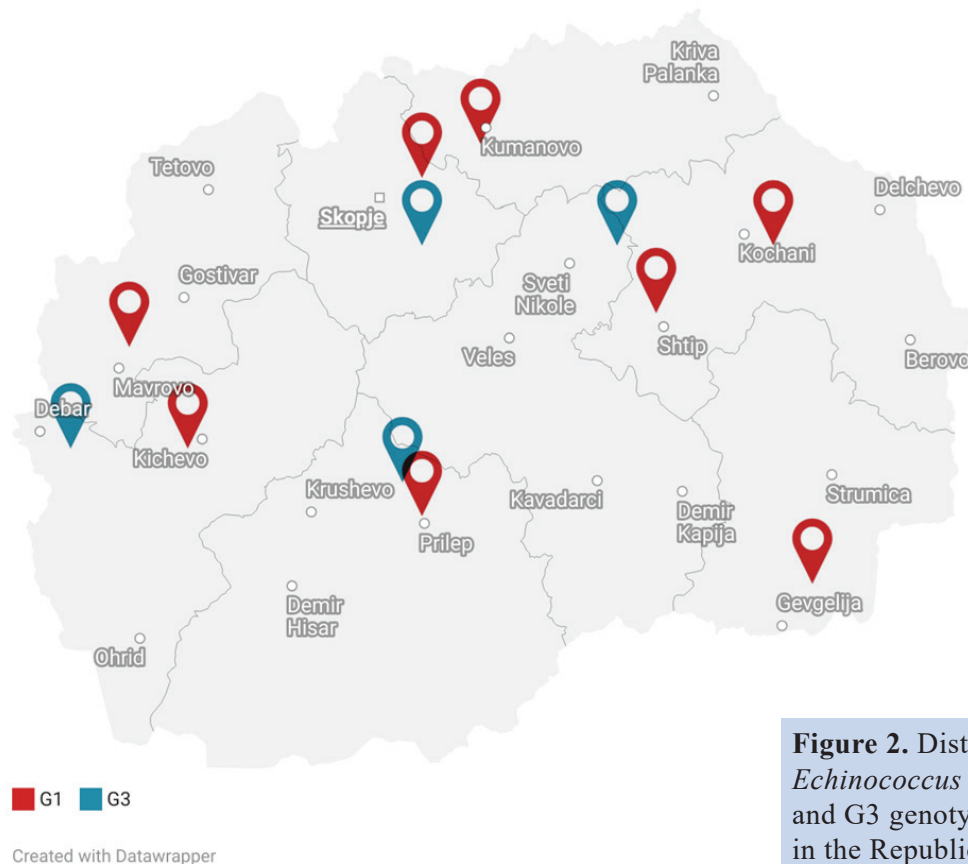 Kriva
Palanka
Kumanovo
Tetovo
Delchevo
Skopje
Kochani
Gostivar
Sveti
Nikole
Shtip
Veles
Berovo
Mavrovo
Debar
Kichevo
Krushevo
Kavadarci
Strumica
Demir
Kapija
Prilep
Gevgelija
Demir
Hisar
Ohrid
G1 G3
Created with Datawrapper
Figure 2. Dist
Echinococcus
and G3 genoty
in the Republic